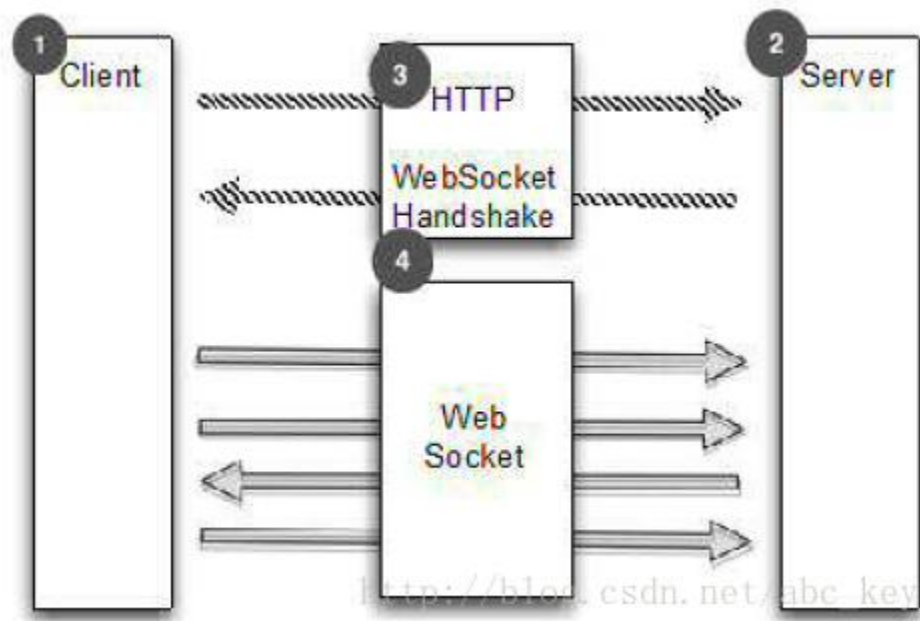 1
Client
2
Server
3
HTTP
WebSocket
Handshake
4
Web
Socket
http://blog.csdn.net/abc_key